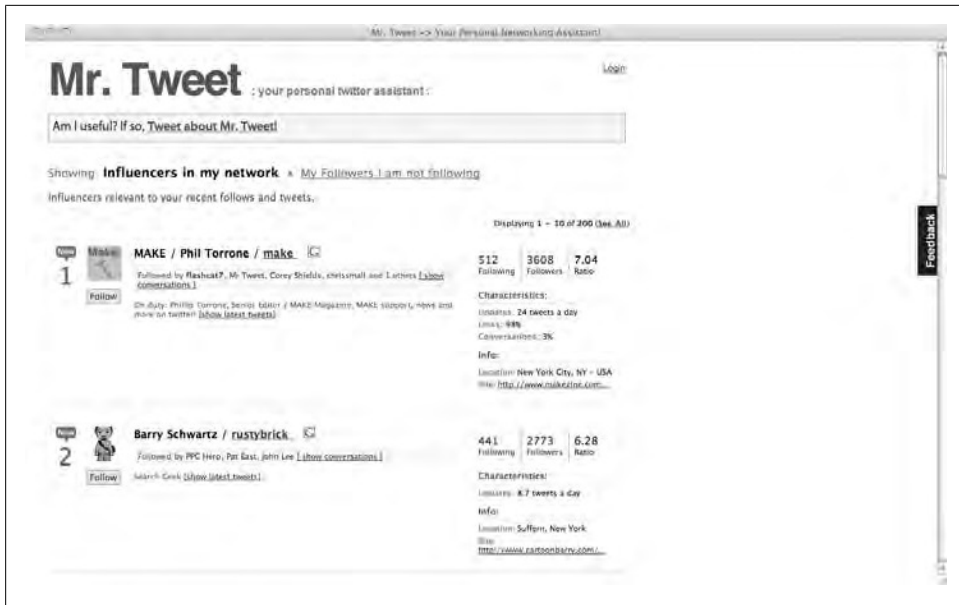 Mr. Tweet => Your Personal Networking Assistant!
Login
Mr. Tweet : your personal twitter assistant :
Am I useful? If so, Tweet about Mr. Tweet!
Showing Influencers in my network « My Followers I am not following
Influencers relevant to your recent follows and tweets.
Displaying 1 – 10 of 200 (See All)
Feedback
New
1
Make:
Follow
MAKE / Phil Torrone / make
Followed by flashcat7, Mr Tweet, Corey Shields, chrissmall and 1 others [ show
conversations ]
On duty: Phillip Torrone, Senior Editor / MAKE Magazine, MAKE support, news and
more on twitter! [show latest tweets]
512 3608 7.04
Following Followers Ratio
Characteristics:
Updates: 24 tweets a day
Links: 98%
Conversations: 3%
Info:
Location: New York City, NY - USA
Site: http://www.makezine.com...
New
2
Follow
Barry Schwartz / rustybrick
Followed by PPC Hero, Pat East, John Lee [ show conversations ]
Search Geek [show latest tweets]
441 2773 6.28
Following Followers Ratio
Characteristics:
Updates: 8.7 tweets a day
Info:
Location: Suffern, New York
Site:
http://www.cartoonbarry.com/...